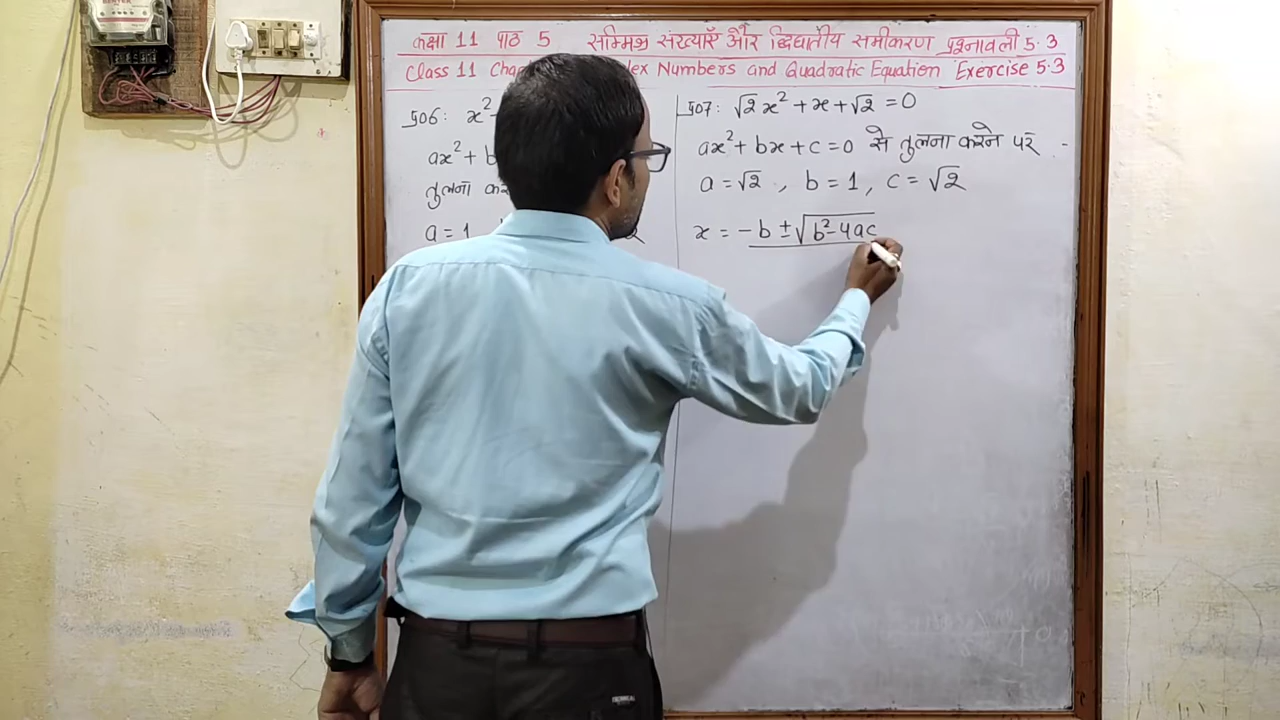 कक्षा 11 पाठ 5 सम्मिश्र संख्याएँ और द्विघातीय समीकरण प्रश्नावली 5.3
Class 11 Numbers and Quadratic Equation Exercise 5.3
प्र06: x²
ax² + b
तुलना
a = 1
प्र07: √2 x² + x + √2 = 0
ax² + bx + c = 0 से तुलना करने पर
a = √2, b = 1, c = √2
x = -b ± √b² - 4ac